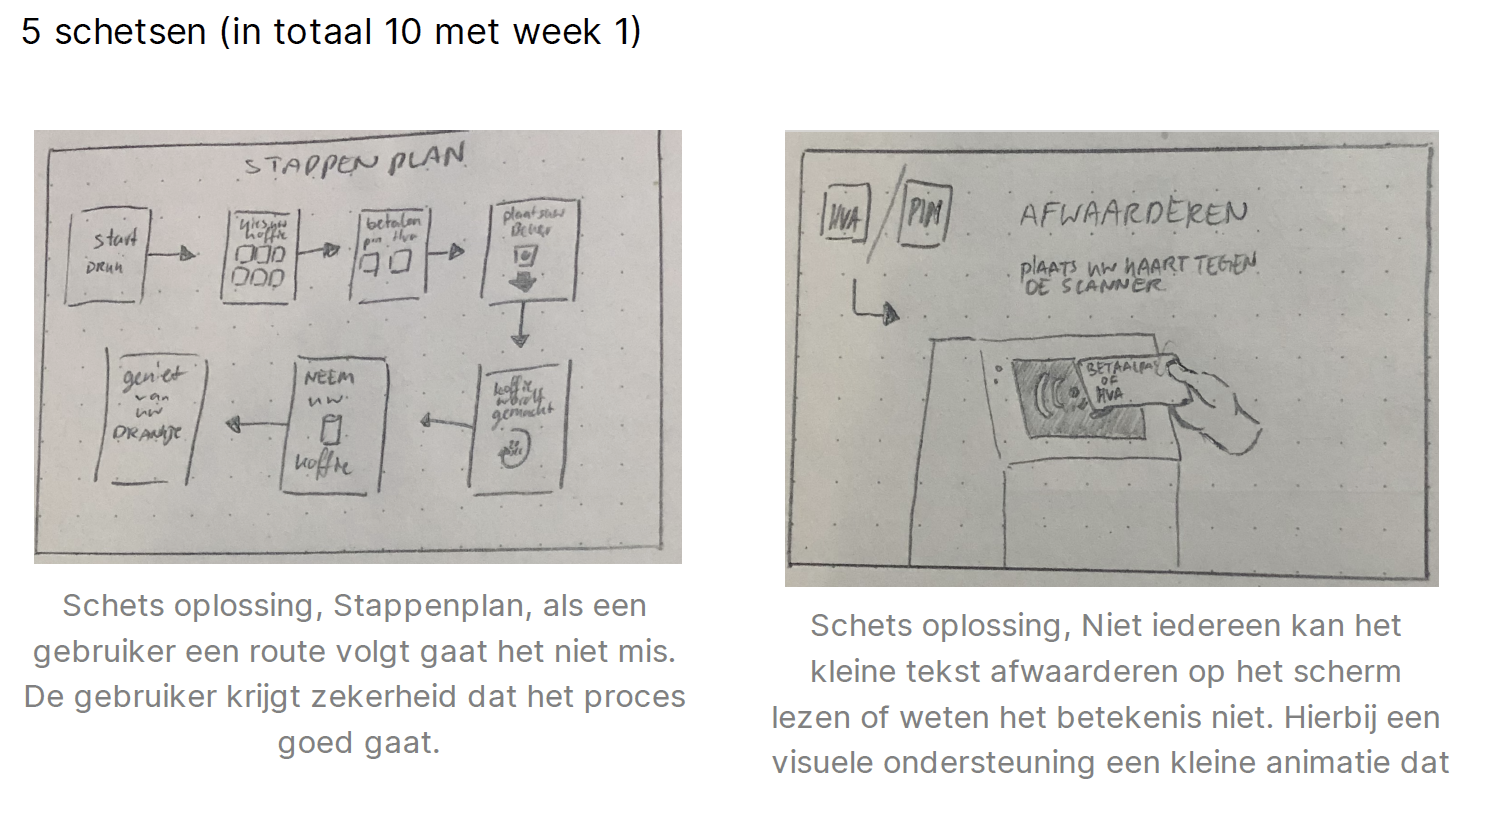 5 schetsen (in totaal 10 met week 1)
STAPPENPLAN
start
DRUK
kies uw
koffie
betalen
pin Hva
plaats uw
Beker
koffie
wordt
gemaakt
NEEM
uw
koffie
geniet
van
uw
DRANKJE
Schets oplossing, Stappenplan, als een
gebruiker een route volgt gaat het niet mis.
De gebruiker krijgt zekerheid dat het proces
goed gaat.
HVA
PIN
AFWAARDEREN
PLAATS UW KAART TEGEN
DE SCANNER.
BETAALPAS
OF
HVA
Schets oplossing, Niet iedereen kan het
kleine tekst afwaarderen op het scherm
lezen of weten het betekenis niet. Hierbij een
visuele ondersteuning een kleine animatie dat